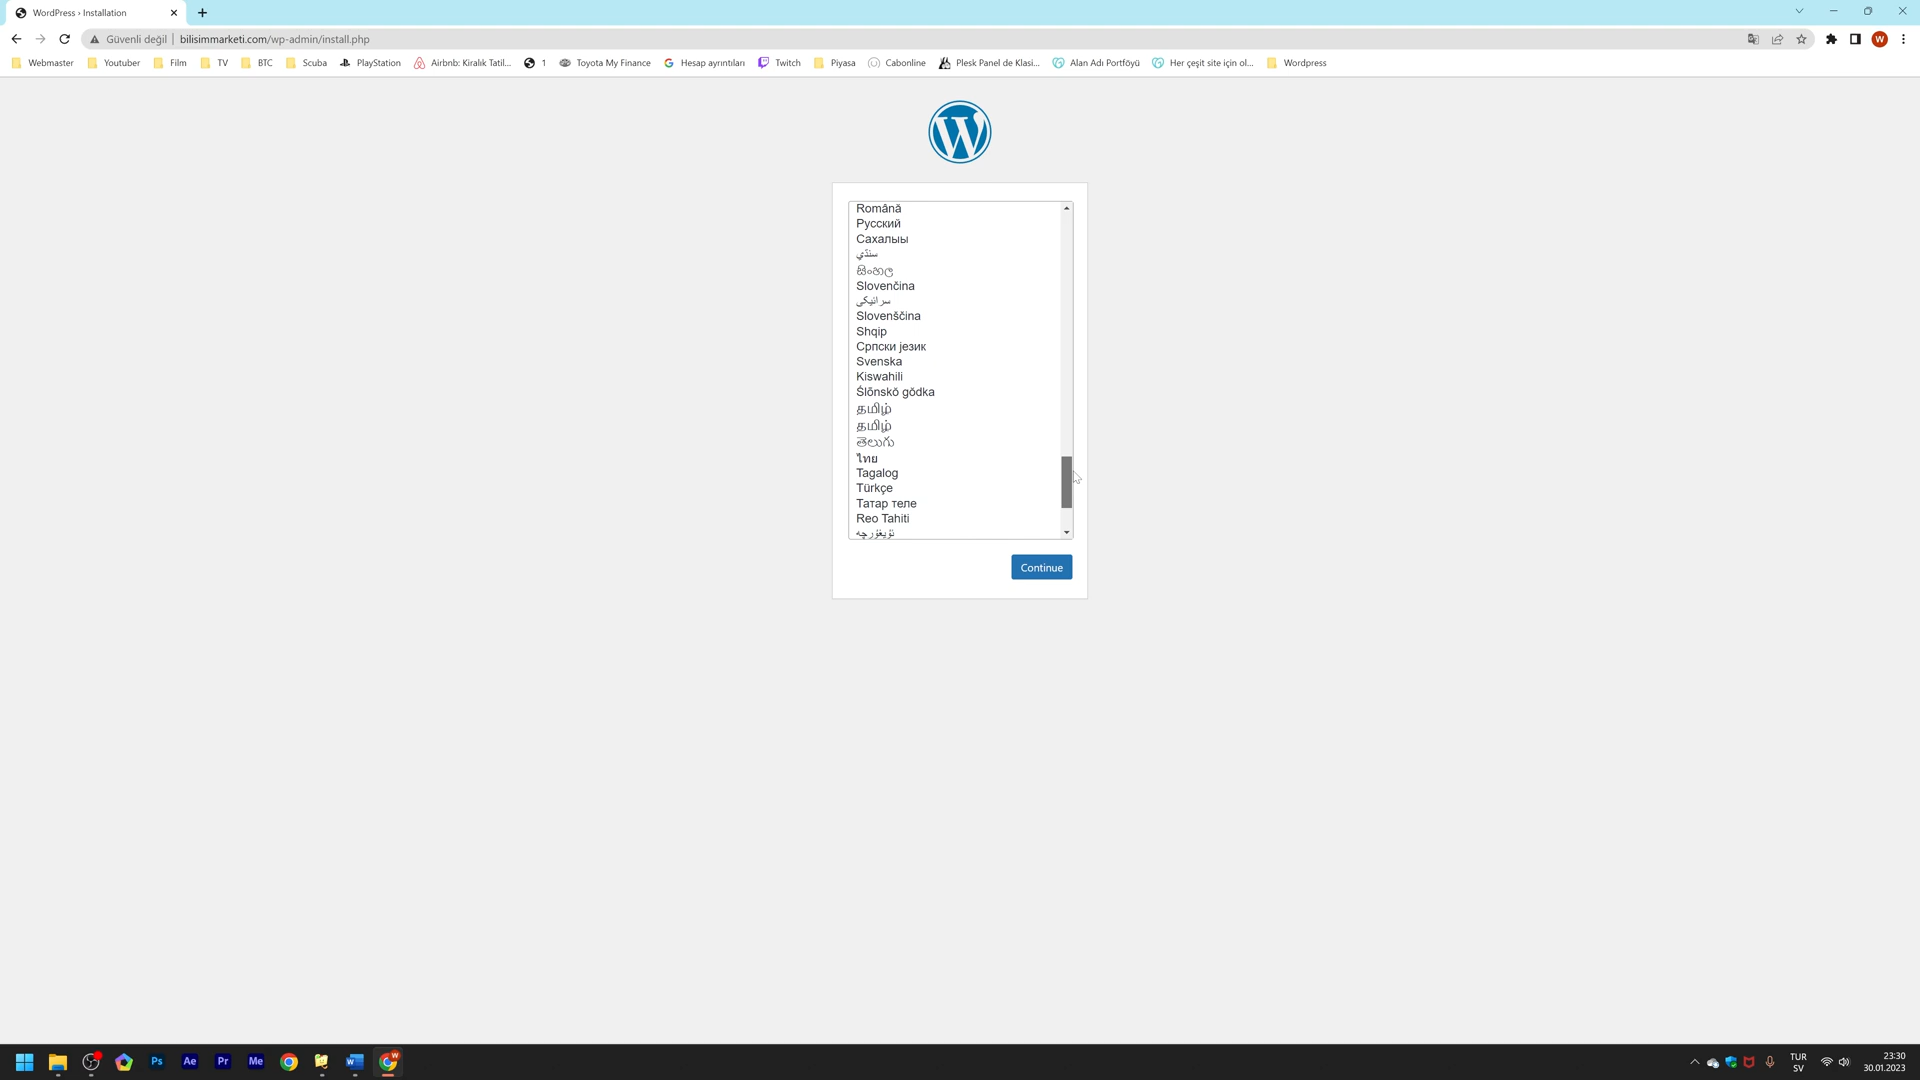 WordPress › Installation
Güvenli değil | bilisimmarketi.com/wp-admin/install.php
W
Webmaster Youtuber Film TV BTC Scuba PlayStation Airbnb: Kiralık Tatil... 1 Toyota My Finance Hesap ayrıntıları Twitch Piyasa Cabonline Plesk Panel de Klasi... Alan Adı Portföyü Her çeşit site için ol... Wordpress
Română
Русский
Сахалыы
سنڌي
සිංහල
Slovenčina
سرائیکی
Slovenščina
Shqip
Српски језик
Svenska
Kiswahili
Ślōnskŏ gŏdka
தமிழ்
தமிழ்
తెలుగు
ไทย
Tagalog
Türkçe
Татар теле
Reo Tahiti
ئۇيغۇرچە
Continue
Ps Ae Pr Me W W
TUR
SV
23:30
30.01.2023